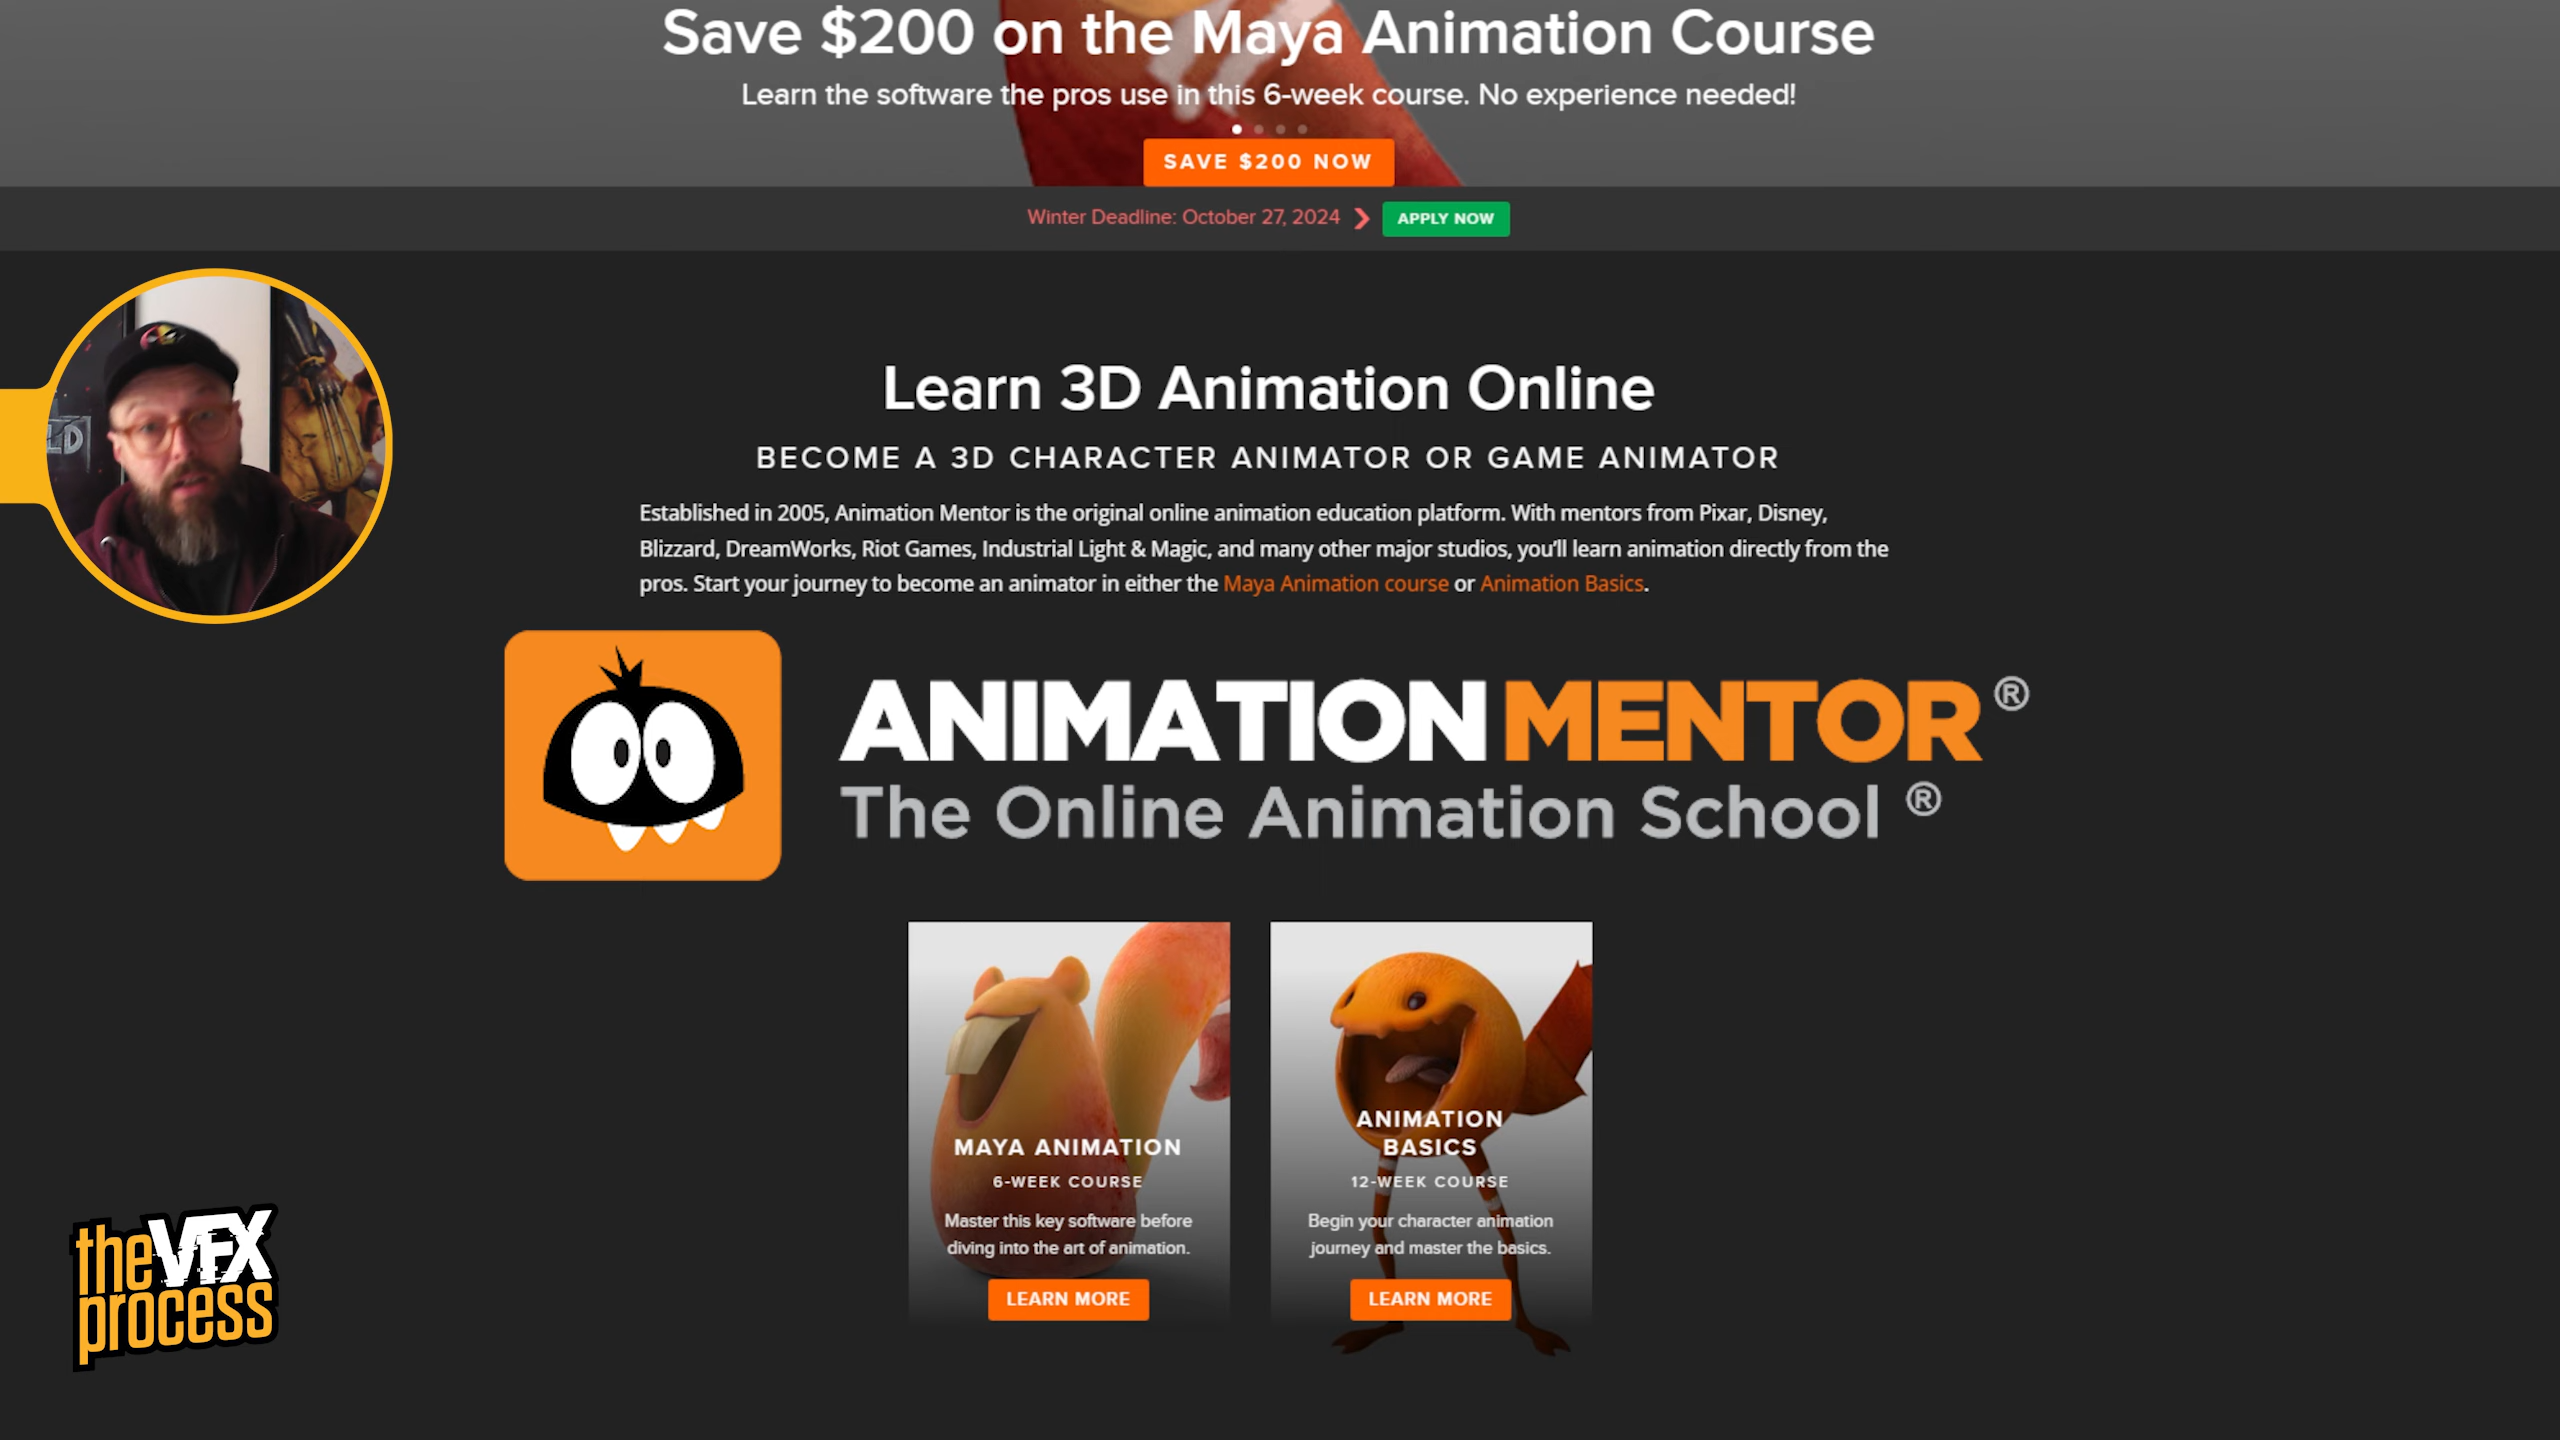 Save $200 on the Maya Animation Course
Learn the software the pros use in this 6-week course. No experience needed!
SAVE $200 NOW
Winter Deadline: October 27, 2024
APPLY NOW
LD
Learn 3D Animation Online
BECOME A 3D CHARACTER ANIMATOR OR GAME ANIMATOR
Established in 2005, Animation Mentor is the original online animation education platform. With mentors from Pixar, Disney,
Blizzard, DreamWorks, Riot Games, Industrial Light & Magic, and many other major studios, you'll learn animation directly from the
pros. Start your journey to become an animator in either the Maya Animation course or Animation Basics.
ANIMATIONMENTOR®
The Online Animation School ®
MAYA ANIMATION
6-WEEK COURSE
Master this key software before
diving into the art of animation.
LEARN MORE
ANIMATION
BASICS
12-WEEK COURSE
Begin your character animation
journey and master the basics.
LEARN MORE
theVFX
process